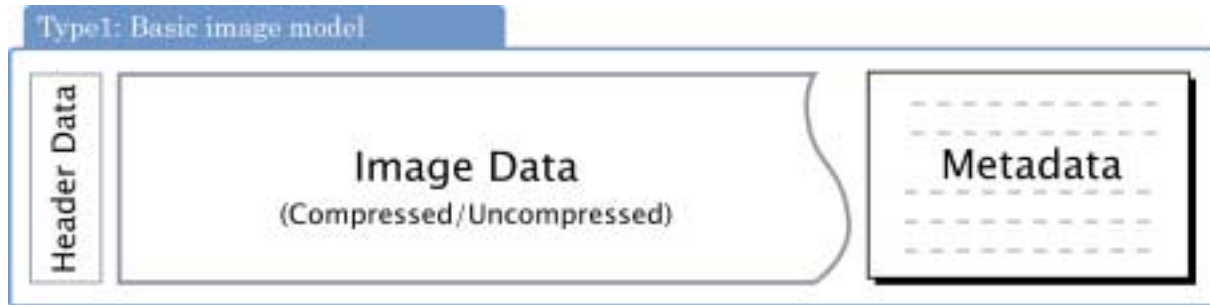 Type1: Basic image model
Header Data
Image Data
(Compressed/Uncompressed)
Metadata